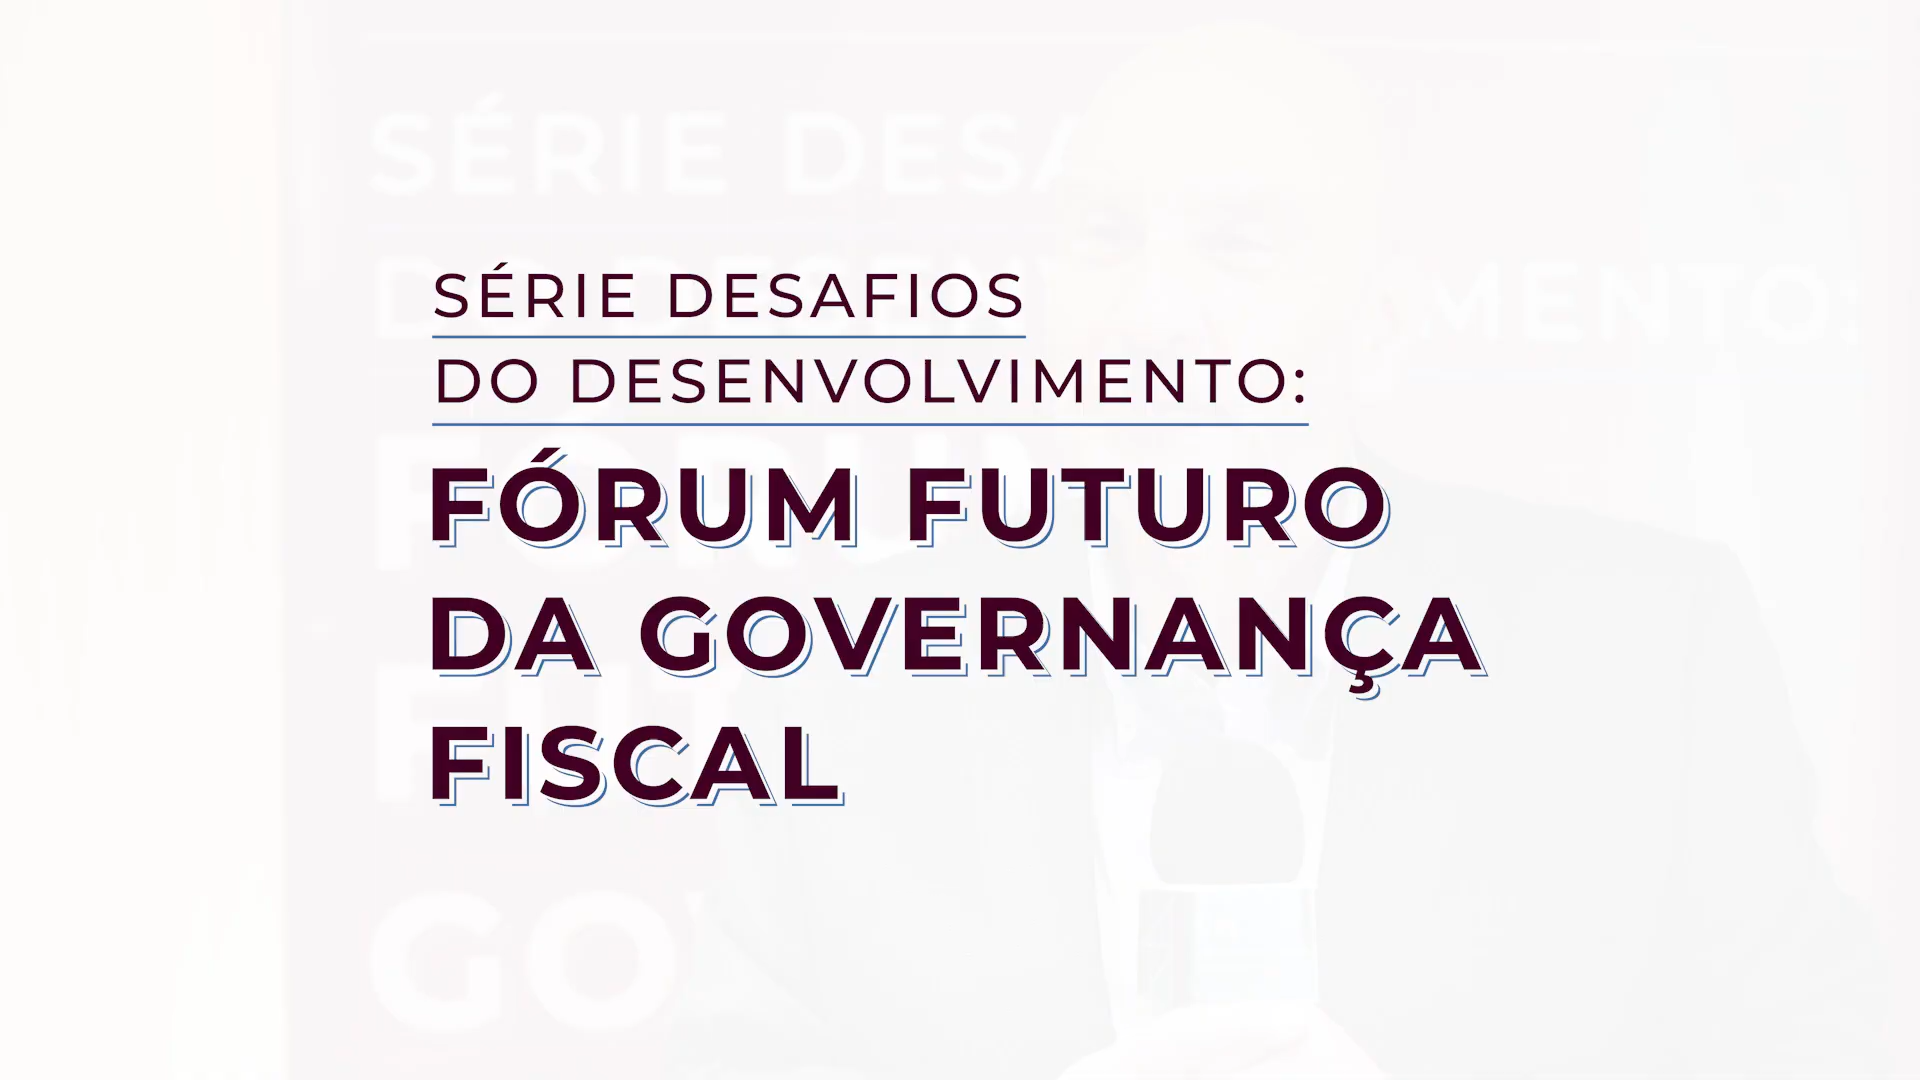 SÉRIE DESAFIOS
DO DESENVOLVIMENTO:
FÓRUM FUTURO
DA GOVERNANÇA
FISCAL